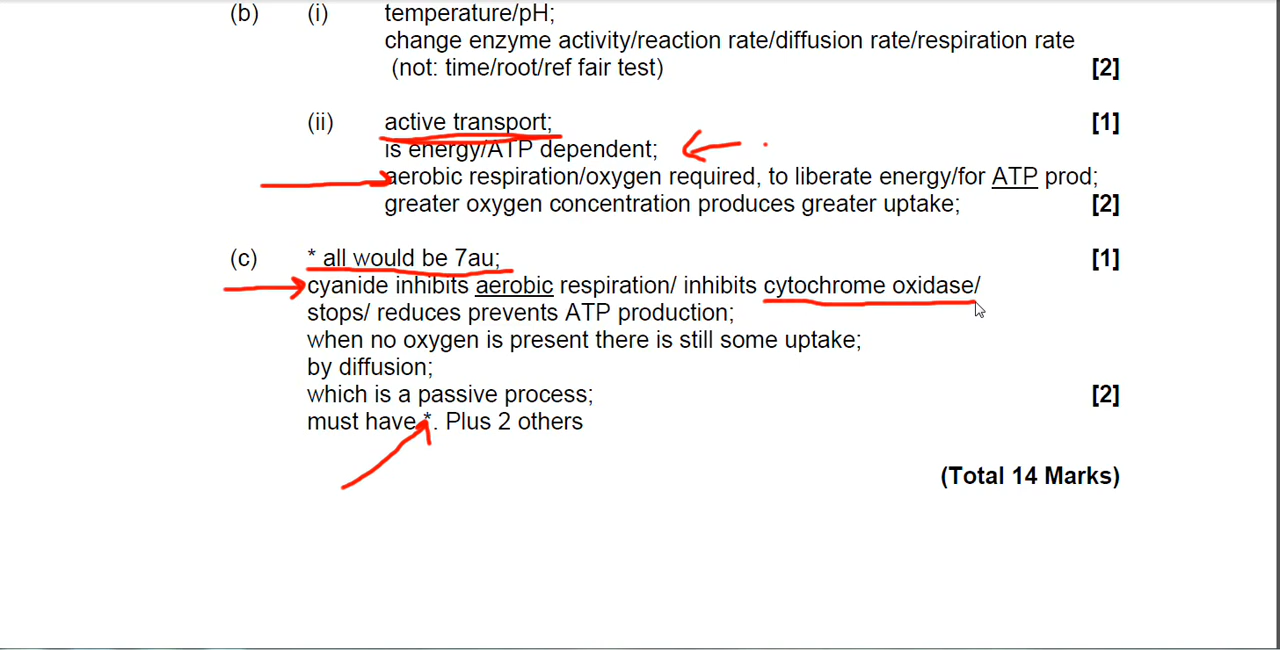 (b) (i) temperature/pH;
change enzyme activity/reaction rate/diffusion rate/respiration rate
(not: time/root/ref fair test) [2]
(ii) active transport; [1]
is energy/ATP dependent;
aerobic respiration/oxygen required, to liberate energy/for ATP prod;
greater oxygen concentration produces greater uptake; [2]
(c) * all would be 7au; [1]
cyanide inhibits aerobic respiration/ inhibits cytochrome oxidase/
stops/ reduces prevents ATP production;
when no oxygen is present there is still some uptake;
by diffusion;
which is a passive process; [2]
must have *. Plus 2 others
(Total 14 Marks)